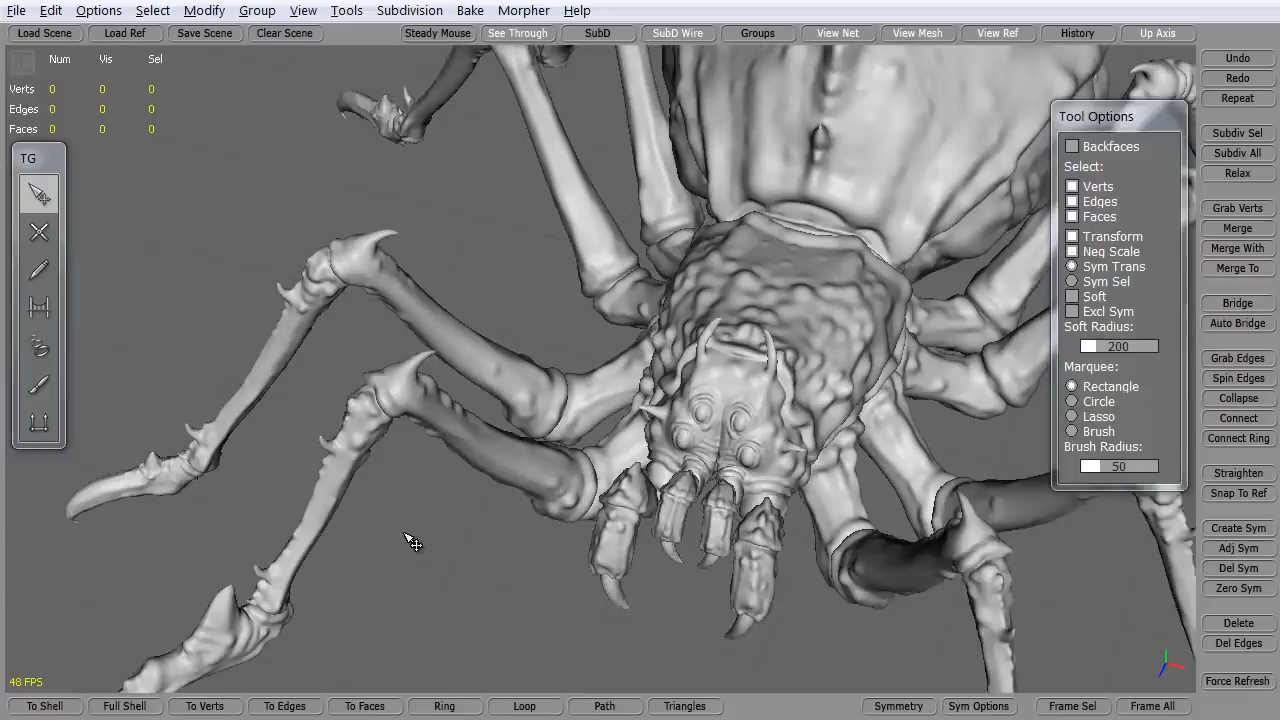 File Edit Options Select Modify Group View Tools Subdivision Bake Morpher Help
Load Scene Load Ref Save Scene Clear Scene Steady Mouse See Through SubD SubD Wire Groups View Net View Mesh View Ref History Up Axis
Num Vis Sel
Verts 0 0 0
Edges 0 0 0
Faces 0 0 0
TG
Tool Options
Backfaces
Select:
Verts
Edges
Faces
Transform
Neg Scale
Sym Trans
Sym Sel
Soft
Excl Sym
Soft Radius:
200
Marquee:
Rectangle
Circle
Lasso
Brush
Brush Radius:
50
Undo
Redo
Repeat
Subdiv Sel
Subdiv All
Relax
Grab Verts
Merge
Merge With
Merge To
Bridge
Auto Bridge
Grab Edges
Spin Edges
Collapse
Connect
Connect Ring
Straighten
Snap To Ref
Create Sym
Adj Sym
Del Sym
Zero Sym
Delete
Del Edges
Force Refresh
48 FPS
To Shell Full Shell To Verts To Edges To Faces Ring Loop Path Triangles Symmetry Sym Options Frame Sel Frame All